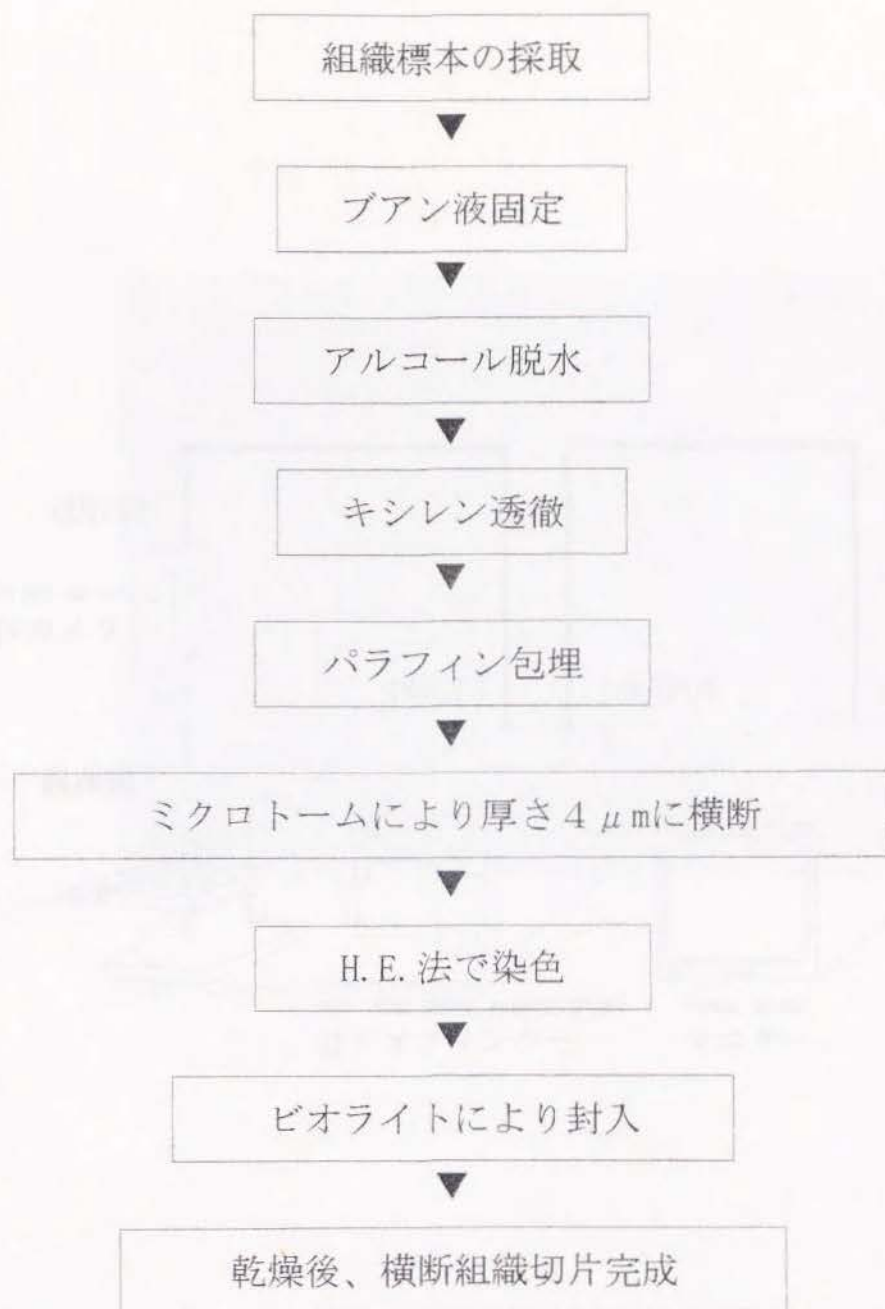 組織標本の採取
▼
ブアン液固定
▼
アルコール脱水
▼
キシレン透徹
▼
パラフィン包埋
▼
ミクロトームにより厚さ4μmに横断
▼
H.E.法で染色
▼
ビオライトにより封入
▼
乾燥後、横断組織切片完成